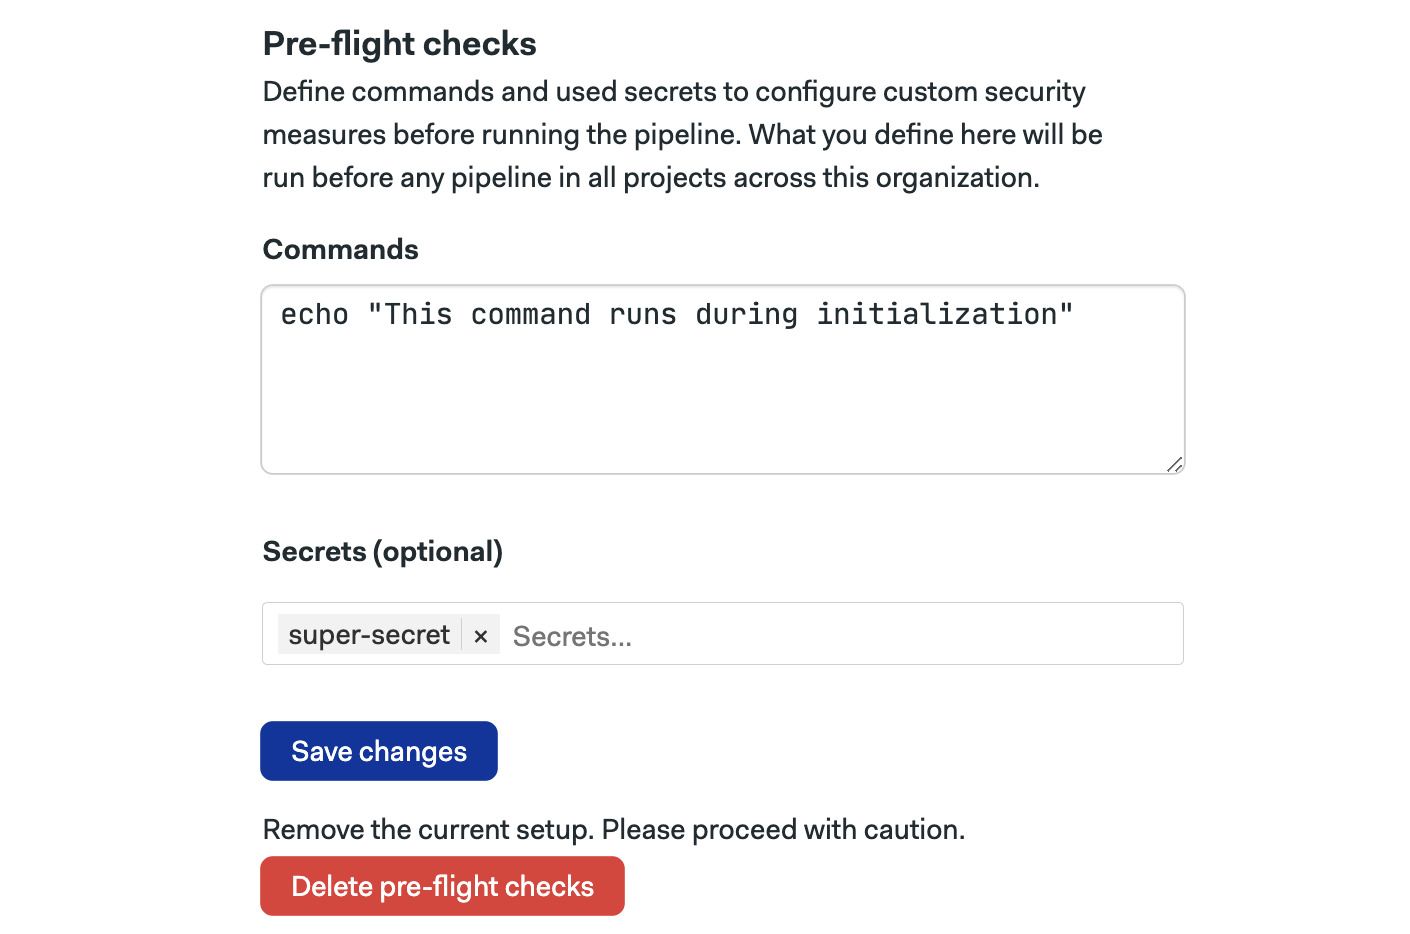 Pre-flight checks
Define commands and used secrets to configure custom security
measures before running the pipeline. What you define here will be
run before any pipeline in all projects across this organization.
Commands
echo "This command runs during initialization"
Secrets (optional)
super-secret × Secrets...
Save changes
Remove the current setup. Please proceed with caution.
Delete pre-flight checks